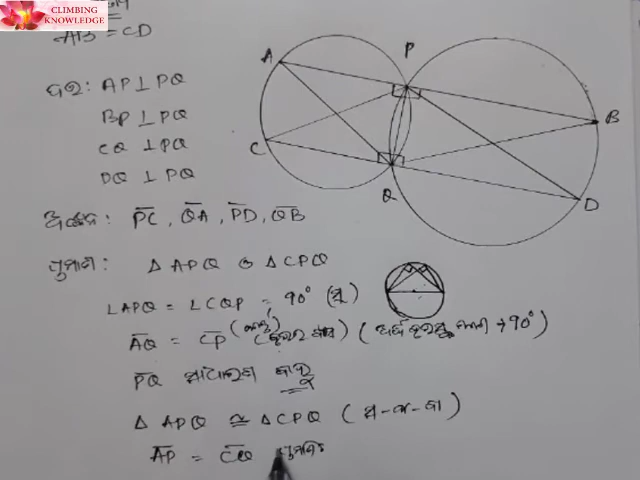 CLIMBING
KNOWLEDGE
AB = CD
ଦତ୍ତ: AP ⊥ PQ
BP ⊥ PQ
CQ ⊥ PQ
DQ ⊥ PQ
ଅଙ୍କନ: PC, QA, PD, QB
ପ୍ରମାଣ: Δ APQ ଓ Δ CPQ
∠APQ = ∠CQP = 90° (ସ)
AQ = CP (କର୍ଣ୍ଣ)
PQ ସାଧାରଣ ବାହୁ
Δ APQ ≅ Δ CPQ (ସ-କ-ବା)
AP = CQ
A P B
C Q D